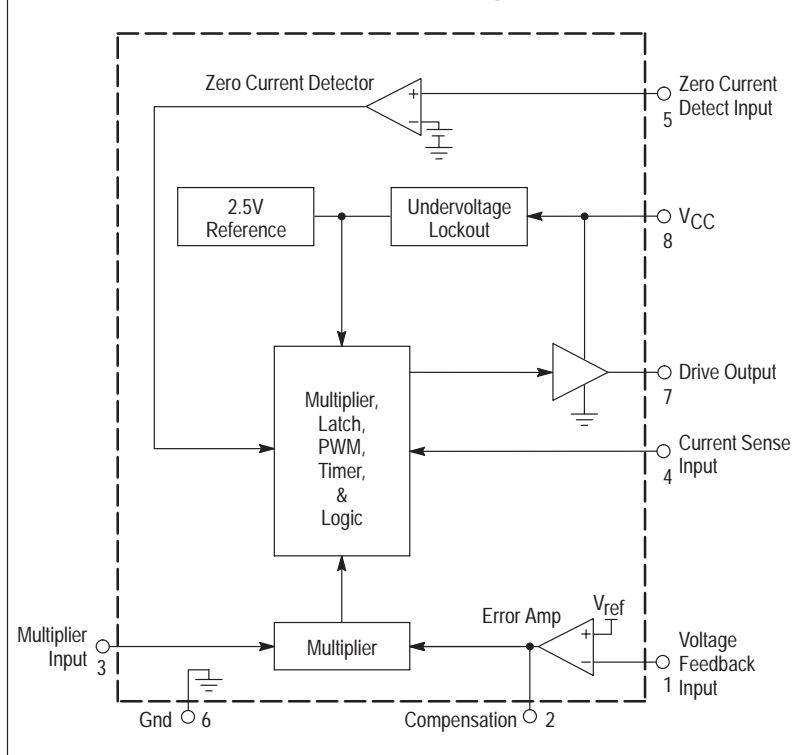 Zero Current Detector
+
−
Zero Current
Detect Input
5
2.5V
Reference
Undervoltage
Lockout
VCC
8
Multiplier,
Latch,
PWM,
Timer,
&
Logic
Drive Output
7
Current Sense
Input
4
Error Amp
Vref
+
−
Multiplier
Input
3
Multiplier
Voltage
Feedback
Input
1
Gnd 6
Compensation 2